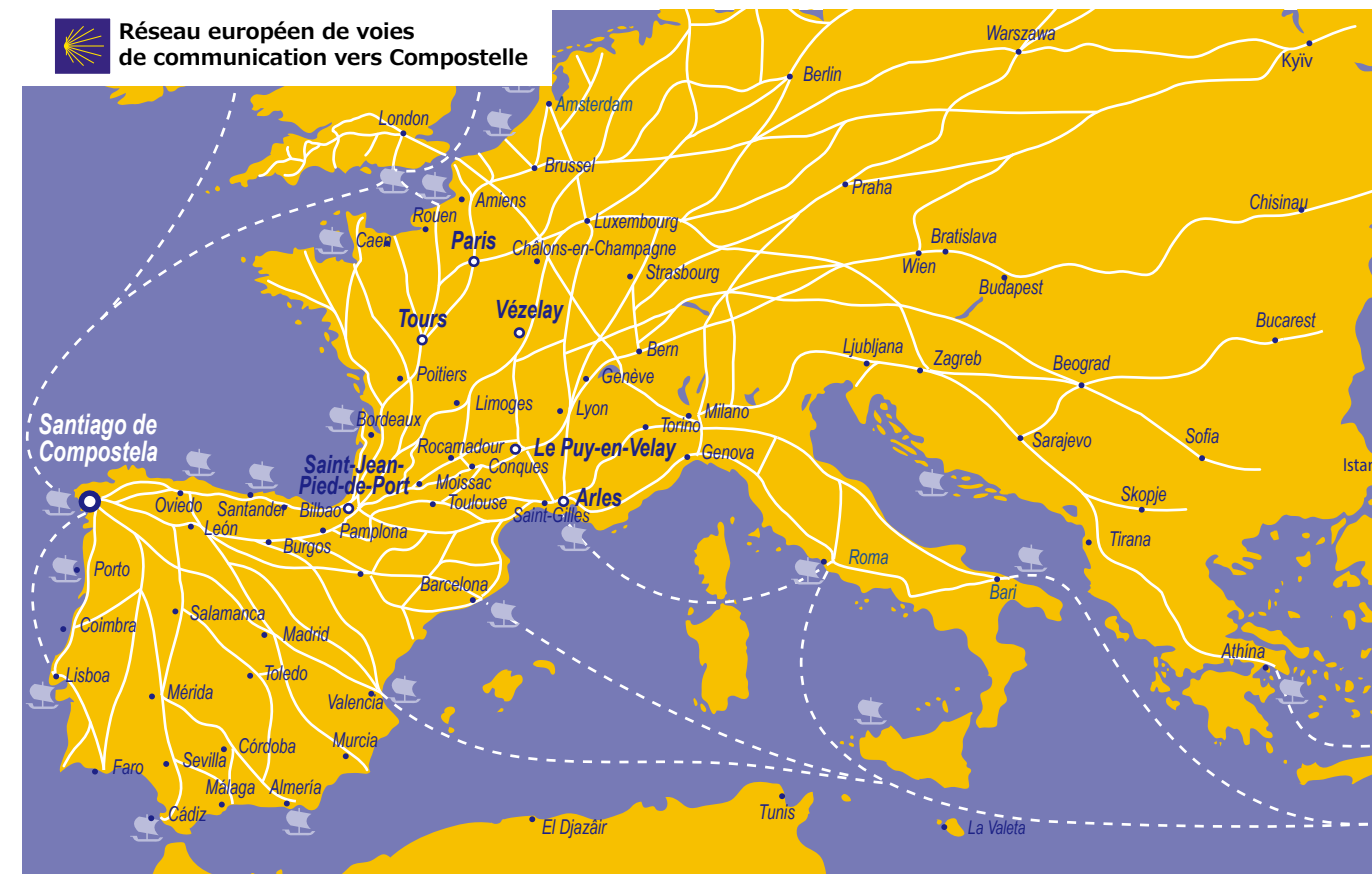 Réseau européen de voies
de communication vers Compostelle
Warszawa
Kyïv
Berlin
Amsterdam
London
Brussel
Praha
Amiens
Chisinau
Rouen
Luxembourg
Caen
Paris
Châlons-en-Champagne
Bratislava
Wien
Strasbourg
Budapest
Vézelay
Tours
Bucarest
Bern
Ljubljana
Zagreb
Beograd
Poitiers
Genève
Limoges
Lyon
Milano
Torino
Bordeaux
Santiago de
Compostela
Rocamadour
Le Puy-en-Velay
Genova
Sarajevo
Sofia
Conques
Istan
Saint-Jean-
Pied-de-Port
Moissac
Toulouse
Arles
Saint-Gilles
Skopje
Oviedo
Santander
Bilbao
León
Pamplona
Burgos
Tirana
Roma
Porto
Barcelona
Bari
Salamanca
Coimbra
Madrid
Athína
Lisboa
Toledo
Mérida
Valencia
Murcia
Córdoba
Sevilla
Faro
Málaga
Almería
Cádiz
Tunis
El Djazâir
La Valeta